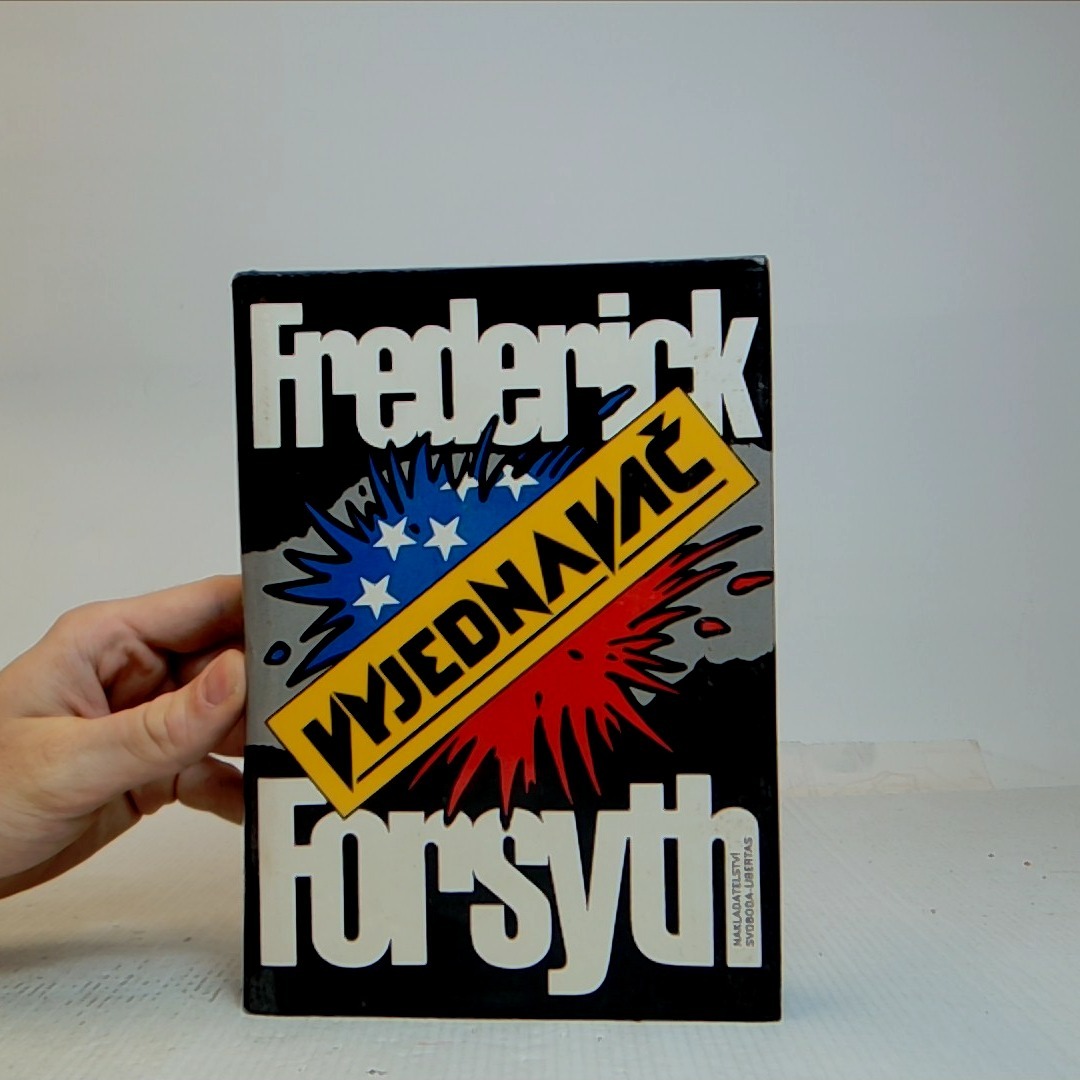 Frederick
VYJEDNAVAČ
Forsyth
NAKLADATELSTVÍ
SVOBODA-LIBERTAS